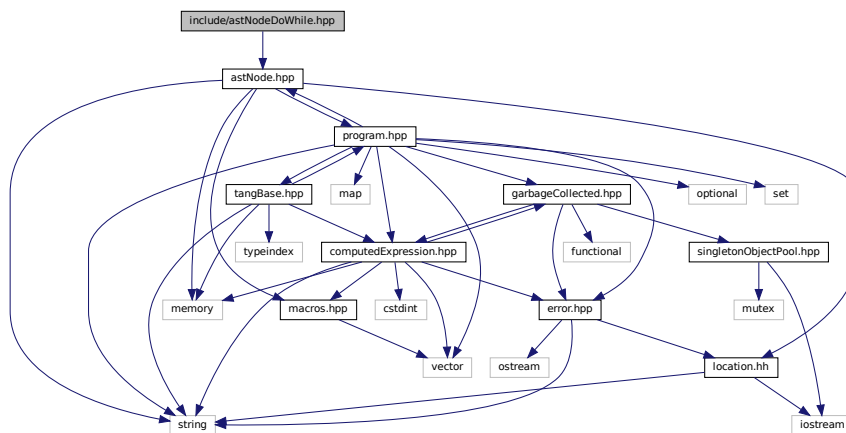 include/astNodeDoWhile.hpp
astNode.hpp
program.hpp
tangBase.hpp
map
garbageCollected.hpp
optional
set
typeindex
computedExpression.hpp
functional
singletonObjectPool.hpp
memory
macros.hpp
cstdint
error.hpp
mutex
vector
ostream
location.hh
string
iostream